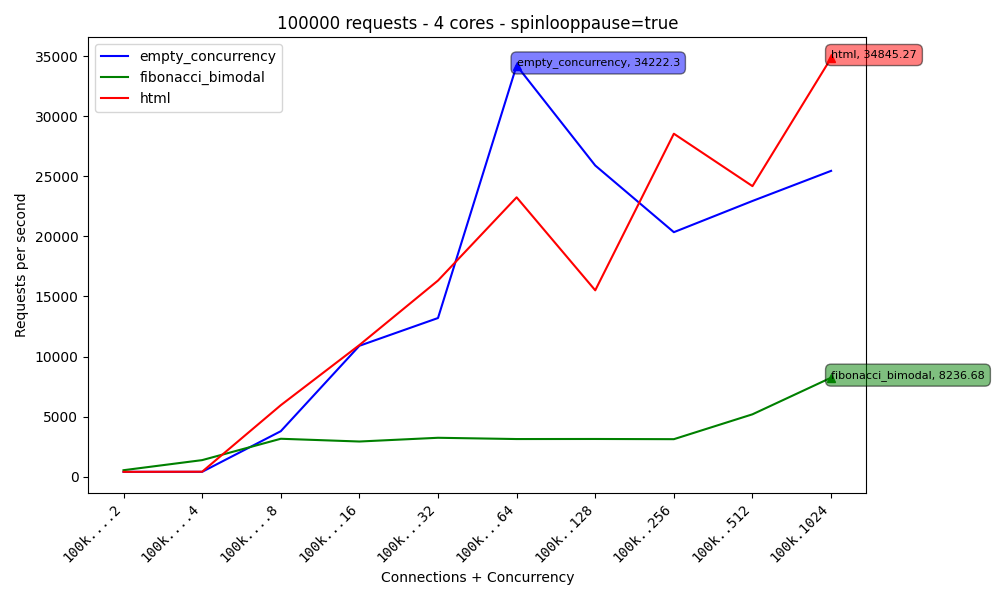 100000 requests - 4 cores - spinlooppause=true
empty_concurrency
fibonacci_bimodal
html
empty_concurrency, 34222.3
html, 34845.27
fibonacci_bimodal, 8236.68
Requests per second
35000
30000
25000
20000
15000
10000
5000
0
100k....2
100k....4
100k....8
100k...16
100k...32
100k...64
100k..128
100k..256
100k..512
100k.1024
Connections + Concurrency